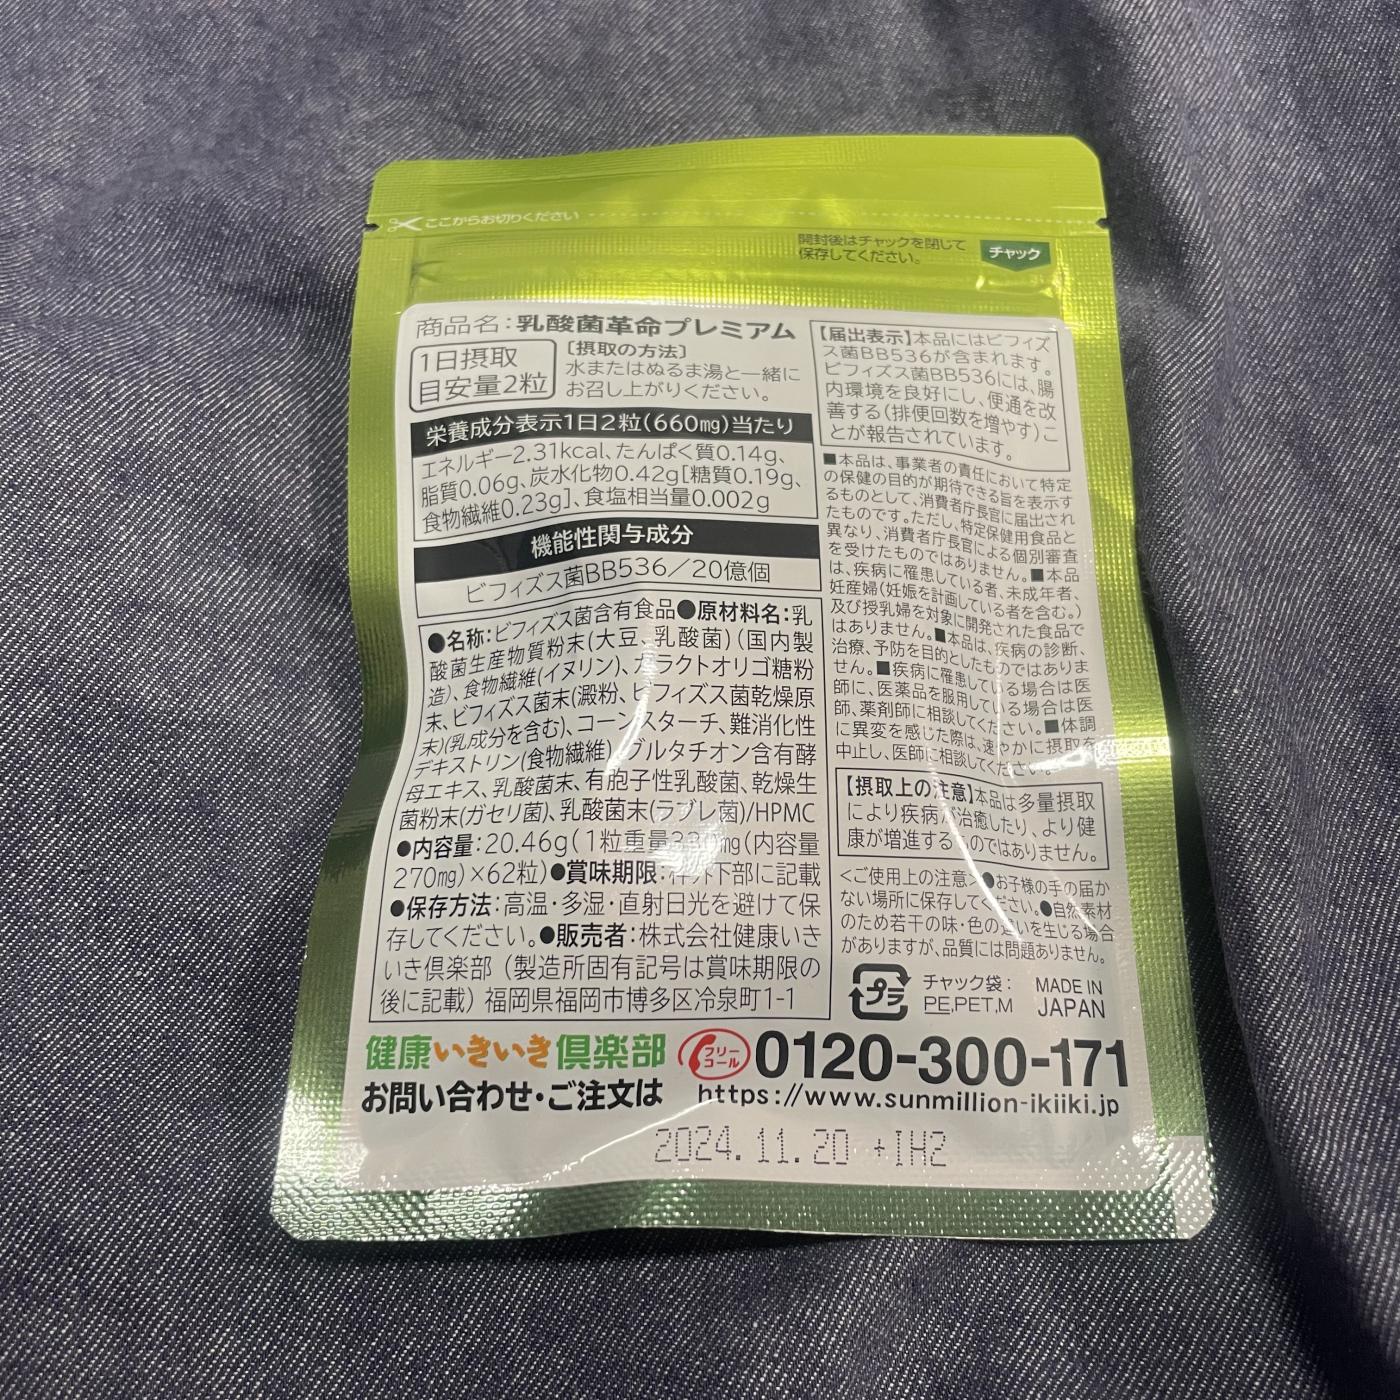 ここからお切りください
開封後はチャックを閉じて
保存してください。
チャック
商品名：乳酸菌革命プレミアム
1日摂取
目安量2粒
［摂取の方法］
水またはぬるま湯と一緒に
お召し上がりください。
栄養成分表示1日2粒(660㎎)当たり
エネルギー2.31kcal、たんぱく質0.14g、
脂質0.06g、炭水化物0.42g[糖質0.19g、
食物繊維0.23g]、食塩相当量0.002g
機能性関与成分
ビフィズス菌BB536／20億個
●名称：ビフィズス菌含有食品●原材料名：乳
酸菌生産物質粉末(大豆、乳酸菌)(国内製
造)、食物繊維(イヌリン)、ガラクトオリゴ糖粉
末、ビフィズス菌末(澱粉、ビフィズス菌乾燥原
末)(乳成分を含む)、コーンスターチ、難消化性
デキストリン(食物繊維)、グルタチオン含有酵
母エキス、乳酸菌末、有胞子性乳酸菌、乾燥生
菌粉末(ガセリ菌)、乳酸菌末(ラブレ菌)/HPMC
●内容量：20.46g(1粒重量330㎎(内容量
270㎎)×62粒)●賞味期限：枠外下部に記載
●保存方法：高温・多湿・直射日光を避けて保
存してください。●販売者：株式会社健康いき
いき倶楽部（製造所固有記号は賞味期限の
後に記載）福岡県福岡市博多区冷泉町1-1
【届出表示】本品にはビフィズ
ス菌BB536が含まれます。
ビフィズス菌BB536には、腸
内環境を良好にし、便通を改
善する(排便回数を増やす)こ
とが報告されています。
■本品は、事業者の責任において特定
の保健の目的が期待できる旨を表示す
るものとして、消費者庁長官に届出され
たものです。ただし、特定保健用食品と
異なり、消費者庁長官による個別審査
を受けたものではありません。■本品
は、疾病に罹患している者、未成年者、
妊産婦(妊娠を計画している者を含む。)
及び授乳婦を対象に開発された食品で
はありません。■本品は、疾病の診断、
治療、予防を目的としたものではありま
せん。■疾病に罹患している場合は医
師に、医薬品を服用している場合は医
師、薬剤師に相談してください。■体調
に異変を感じた際は、速やかに摂取を
中止し、医師に相談してください。
【摂取上の注意】本品は多量摂取
により疾病が治癒したり、より健
康が増進するものではありません。
＜ご使用上の注意＞●お子様の手の届か
ない場所に保存してください。●自然素材
のため若干の味・色の違いを生じる場合
がありますが、品質には問題ありません。
プラ
チャック袋：
PE,PET,M
MADE IN
JAPAN
健康いきいき倶楽部
フリー
コール
0120-300-171
お問い合わせ・ご注文は
https://www.sunmillion-ikiiki.jp
2024.11.20 +IH2